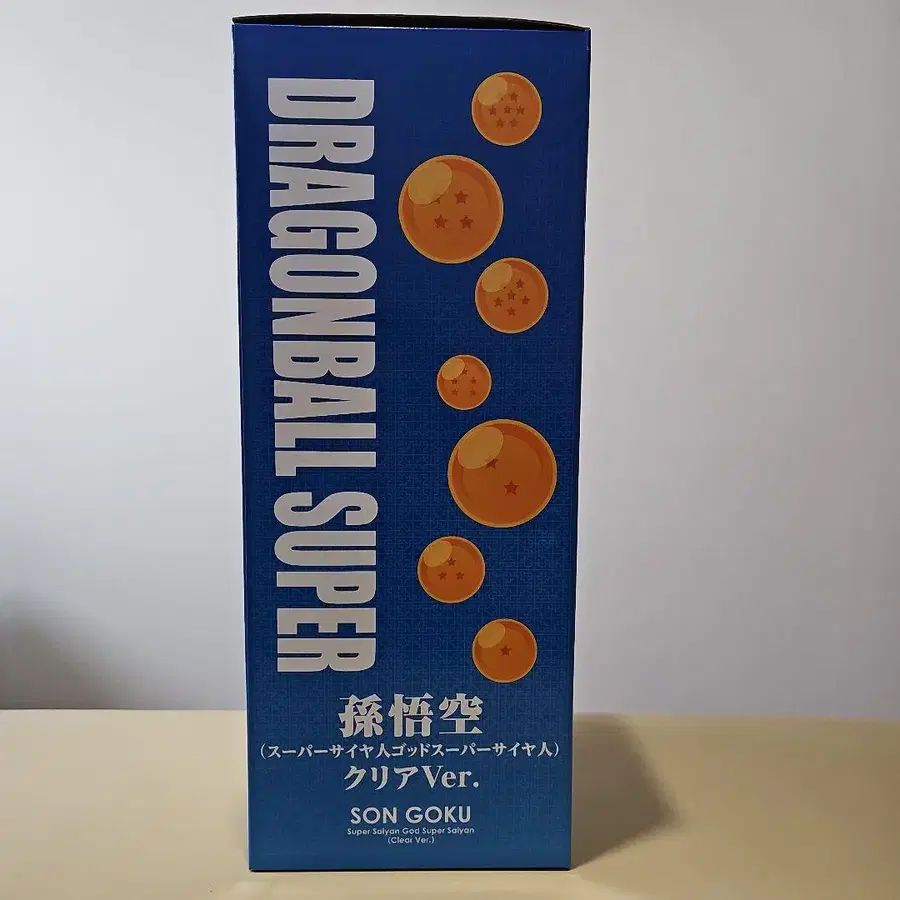 DRAGONBALL SUPER
孫悟空
(スーパーサイヤ人ゴッドスーパーサイヤ人)
クリアVer.
SON GOKU
Super Saiyan God Super Saiyan
(Clear Ver.)